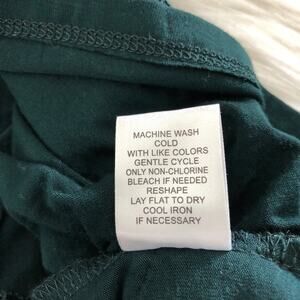 MACHINE WASH
COLD
WITH LIKE COLORS
GENTLE CYCLE
ONLY NON-CHLORINE
BLEACH IF NEEDED
RESHAPE
LAY FLAT TO DRY
COOL IRON
IF NECESSARY